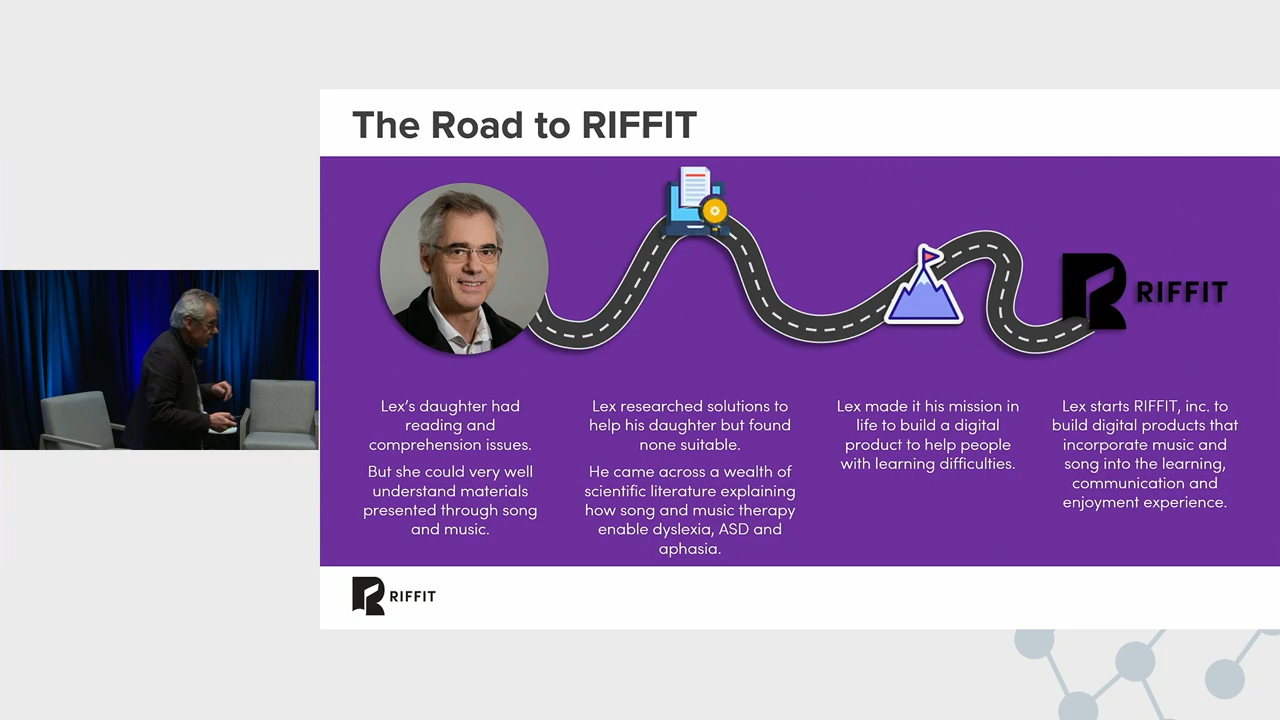 The Road to RIFFIT
RIFFIT
Lex's daughter had
reading and
comprehension issues.
But she could very well
understand materials
presented through song
and music.
Lex researched solutions to
help his daughter but found
none suitable.
He came across a wealth of
scientific literature explaining
how song and music therapy
enable dyslexia, ASD and
aphasia.
Lex made it his mission in
life to build a digital
product to help people
with learning difficulties.
Lex starts RIFFIT, inc. to
build digital products that
incorporate music and
song into the learning,
communication and
enjoyment experience.
RIFFIT